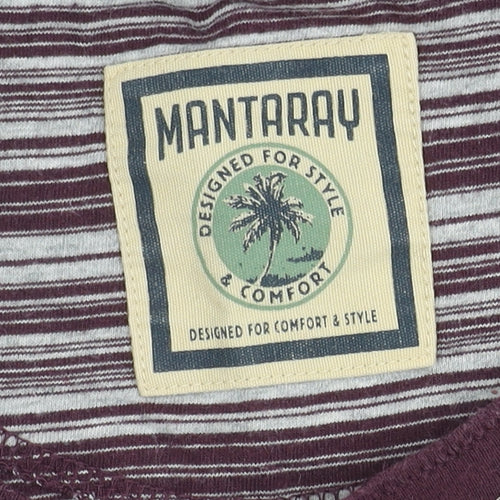 MANTARAY
DESIGNED FOR STYLE
& COMFORT
DESIGNED FOR COMFORT & STYLE